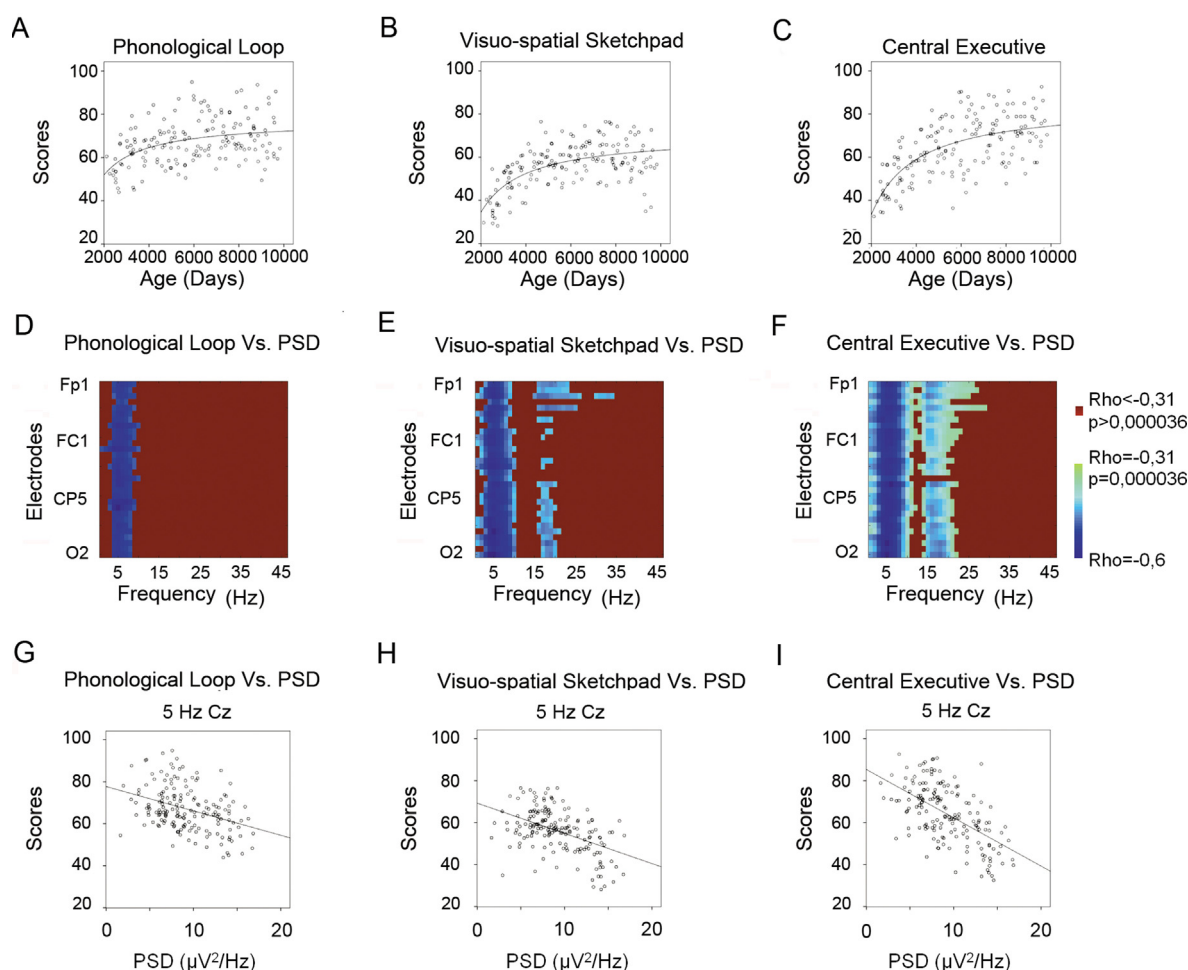 A
Phonological Loop
100
80
60
40
20
Scores
2000 4000 6000 8000 10000
Age (Days)
B
Visuo-spatial Sketchpad
100
80
60
40
20
Scores
2000 4000 6000 8000 10000
Age (Days)
C
Central Executive
100
80
60
40
20
Scores
2000 4000 6000 8000 10000
Age (Days)
D
Phonological Loop Vs. PSD
Electrodes
Fp1
FC1
CP5
O2
5 15 25 35 45
Frequency (Hz)
E
Visuo-spatial Sketchpad Vs. PSD
Electrodes
Fp1
FC1
CP5
O2
5 15 25 35 45
Frequency (Hz)
F
Central Executive Vs. PSD
Electrodes
Fp1
FC1
CP5
O2
5 15 25 35 45
Frequency (Hz)
Rho<-0,31
p>0,000036
Rho=-0,31
p=0,000036
Rho=-0,6
G
Phonological Loop Vs. PSD
5 Hz Cz
100
80
60
40
20
Scores
0 10 20
PSD (µV²/Hz)
H
Visuo-spatial Sketchpad Vs. PSD
5 Hz Cz
100
80
60
40
20
Scores
0 10 20
PSD (µV²/Hz)
I
Central Executive Vs. PSD
5 Hz Cz
100
80
60
40
20
Scores
0 10 20
PSD (µV²/Hz)